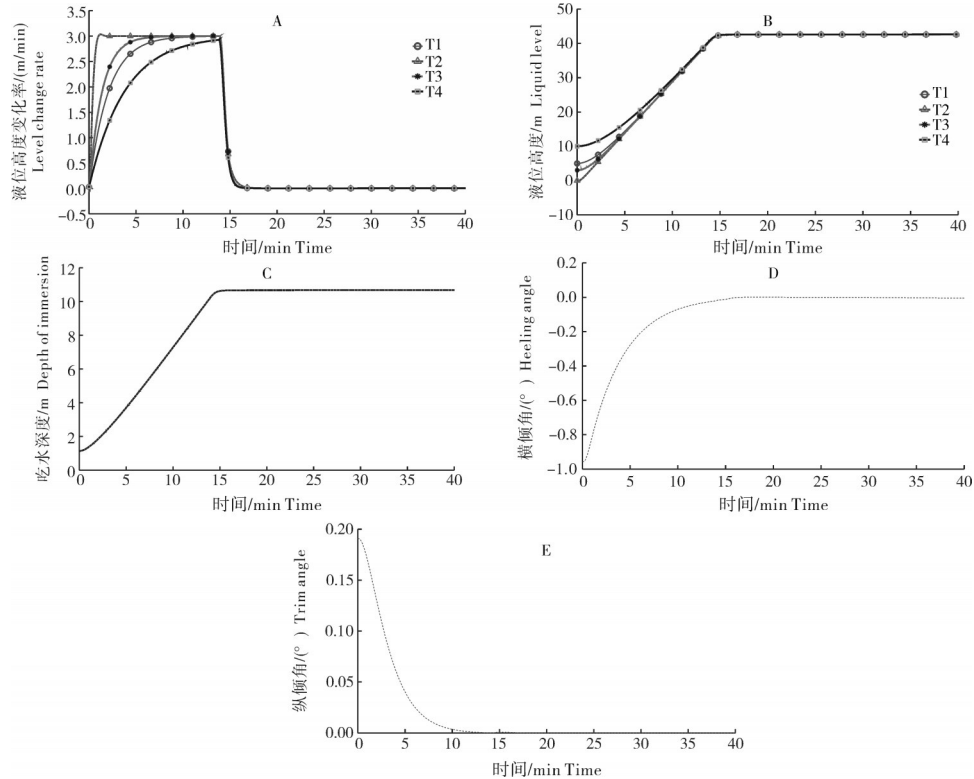 A
液位高度变化率/(m/min)
Level change rate
3.5
3.0
2.5
2.0
1.5
1.0
0.5
0.0
−0.5
0 5 10 15 20 25 30 35 40
时间/min Time
T1
T2
T3
T4
B
液位高度/m Liquid level
50
40
30
20
10
0
−10
0 5 10 15 20 25 30 35 40
时间/min Time
T1
T2
T3
T4
C
吃水深度/m Depth of immersion
12
10
8
6
4
2
0
0 5 10 15 20 25 30 35 40
时间/min Time
D
横倾角/(°) Heeling angle
0.2
0.0
−0.2
−0.4
−0.6
−0.8
−1.0
0 5 10 15 20 25 30 35 40
时间/min Time
E
纵倾角/(°) Trim angle
0.20
0.15
0.10
0.05
0.00
0 5 10 15 20 25 30 35 40
时间/min Time